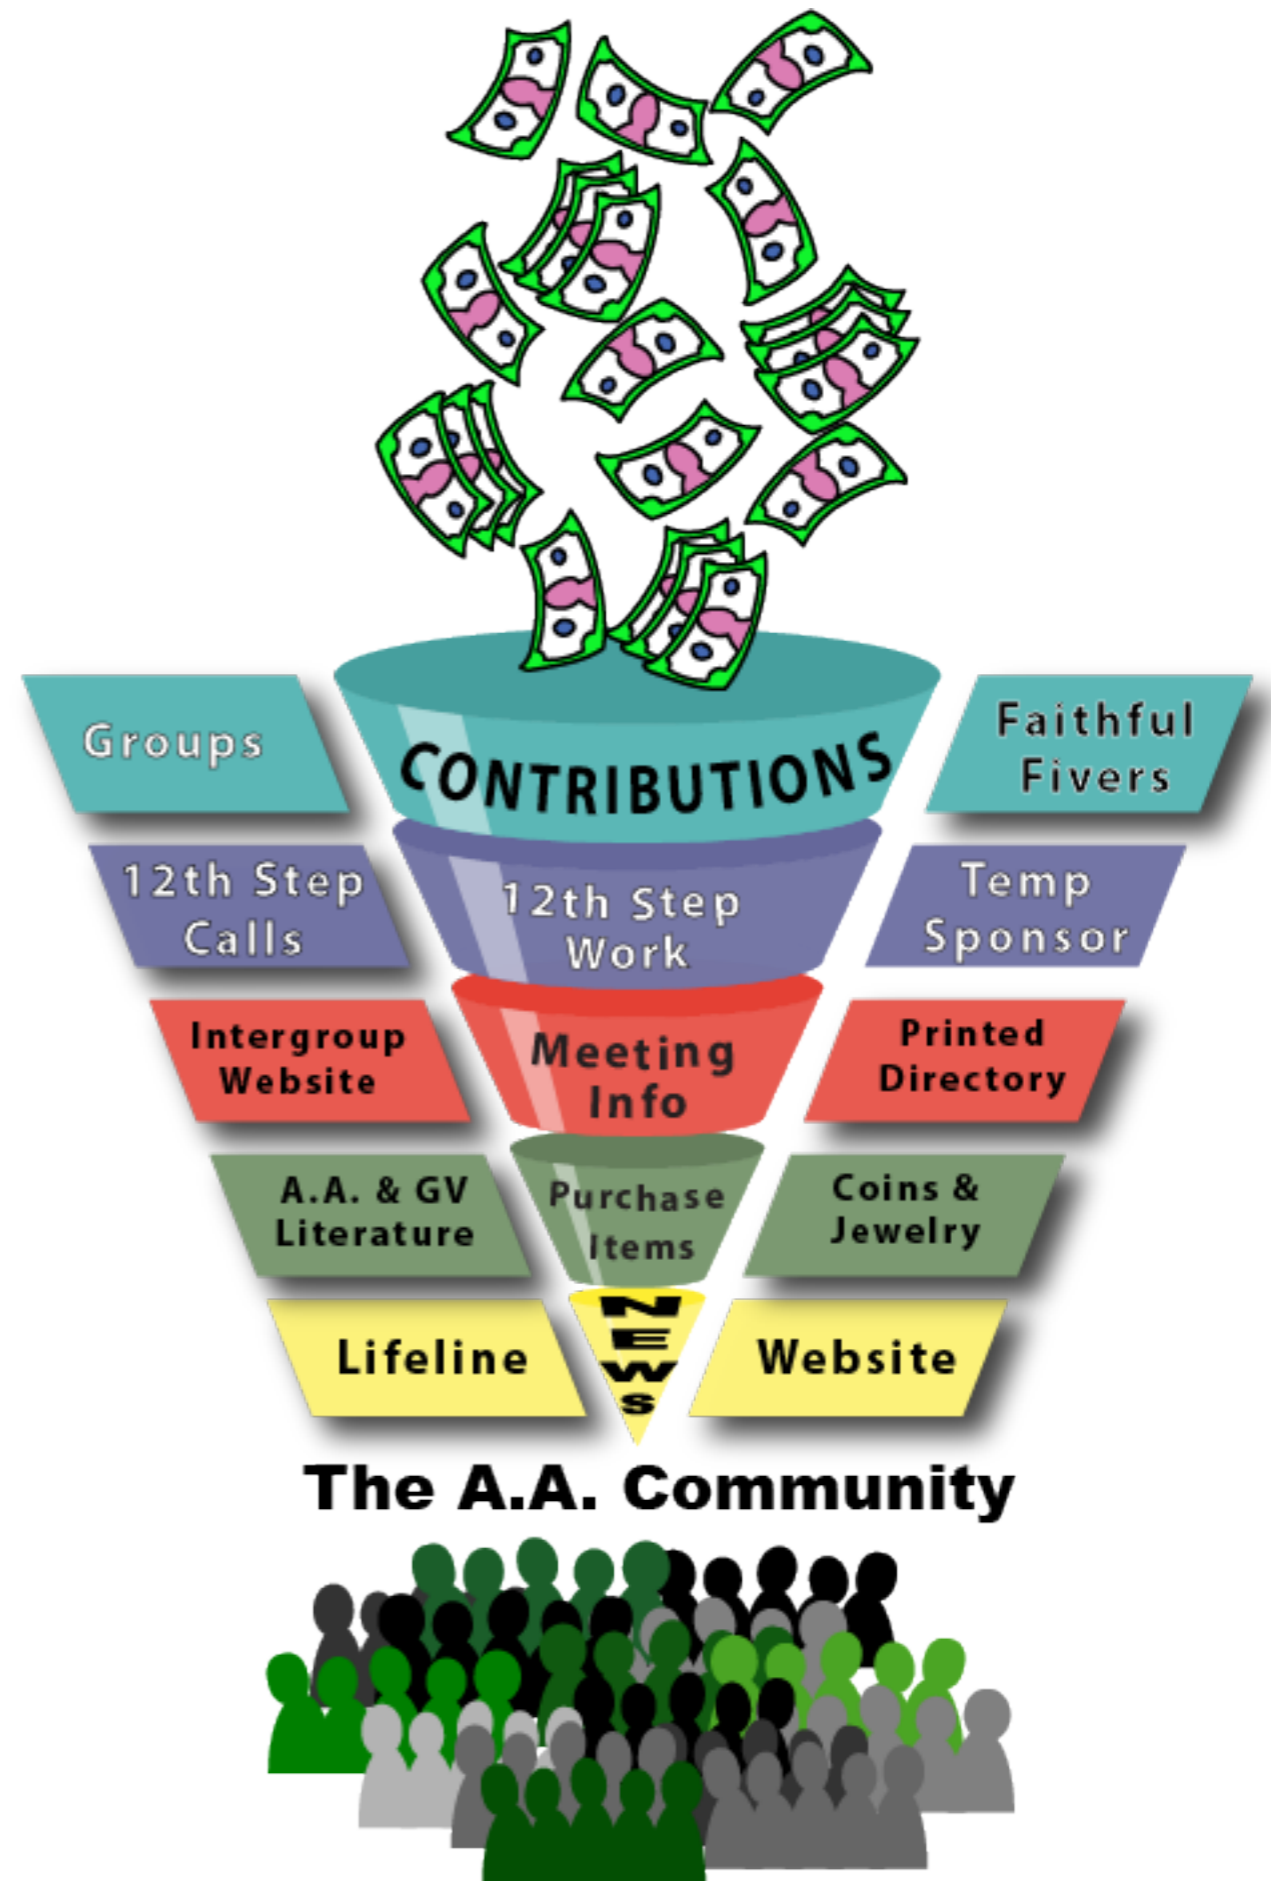 Groups
CONTRIBUTIONS
Faithful
Fivers
12th Step
Calls
12th Step
Work
Temp
Sponsor
Intergroup
Website
Meeting
Info
Printed
Directory
A.A. & GV
Literature
Purchase
Items
Coins &
Jewelry
Lifeline
N
E
W
S
Website
The A.A. Community